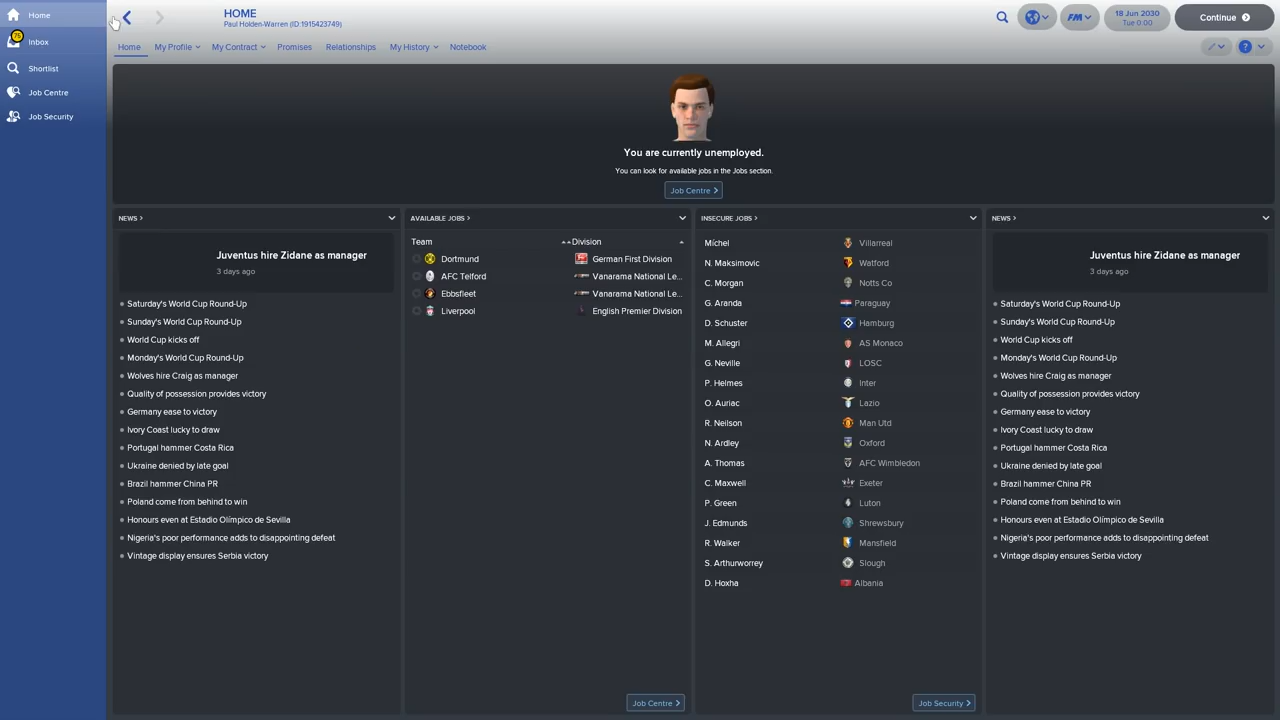 Home
75
Inbox
Shortlist
Job Centre
Job Security
HOME
Paul Holden-Warren (ID:1915423749)
FM
18 Jun 2030
Tue 0:00
Continue
Home My Profile My Contract Promises Relationships My History Notebook
?
You are currently unemployed.
You can look for available jobs in the Jobs section.
Job Centre >
NEWS >
Juventus hire Zidane as manager
3 days ago
Saturday's World Cup Round-Up
Sunday's World Cup Round-Up
World Cup kicks off
Monday's World Cup Round-Up
Wolves hire Craig as manager
Quality of possession provides victory
Germany ease to victory
Ivory Coast lucky to draw
Portugal hammer Costa Rica
Ukraine denied by late goal
Brazil hammer China PR
Poland come from behind to win
Honours even at Estadio Olímpico de Sevilla
Nigeria's poor performance adds to disappointing defeat
Vintage display ensures Serbia victory
AVAILABLE JOBS >
Team Division
Dortmund German First Division
AFC Telford Vanarama National Le...
Ebbsfleet Vanarama National Le...
Liverpool English Premier Division
Job Centre >
INSECURE JOBS >
Míchel Villarreal
N. Maksimovic Watford
C. Morgan Notts Co
G. Aranda Paraguay
D. Schuster Hamburg
M. Allegri AS Monaco
G. Neville LOSC
P. Helmes Inter
O. Auriac Lazio
R. Neilson Man Utd
N. Ardley Oxford
A. Thomas AFC Wimbledon
C. Maxwell Exeter
P. Green Luton
J. Edmunds Shrewsbury
R. Walker Mansfield
S. Arthurworrey Slough
D. Hoxha Albania
Job Security >
NEWS >
Juventus hire Zidane as manager
3 days ago
Saturday's World Cup Round-Up
Sunday's World Cup Round-Up
World Cup kicks off
Monday's World Cup Round-Up
Wolves hire Craig as manager
Quality of possession provides victory
Germany ease to victory
Ivory Coast lucky to draw
Portugal hammer Costa Rica
Ukraine denied by late goal
Brazil hammer China PR
Poland come from behind to win
Honours even at Estadio Olímpico de Sevilla
Nigeria's poor performance adds to disappointing defeat
Vintage display ensures Serbia victory